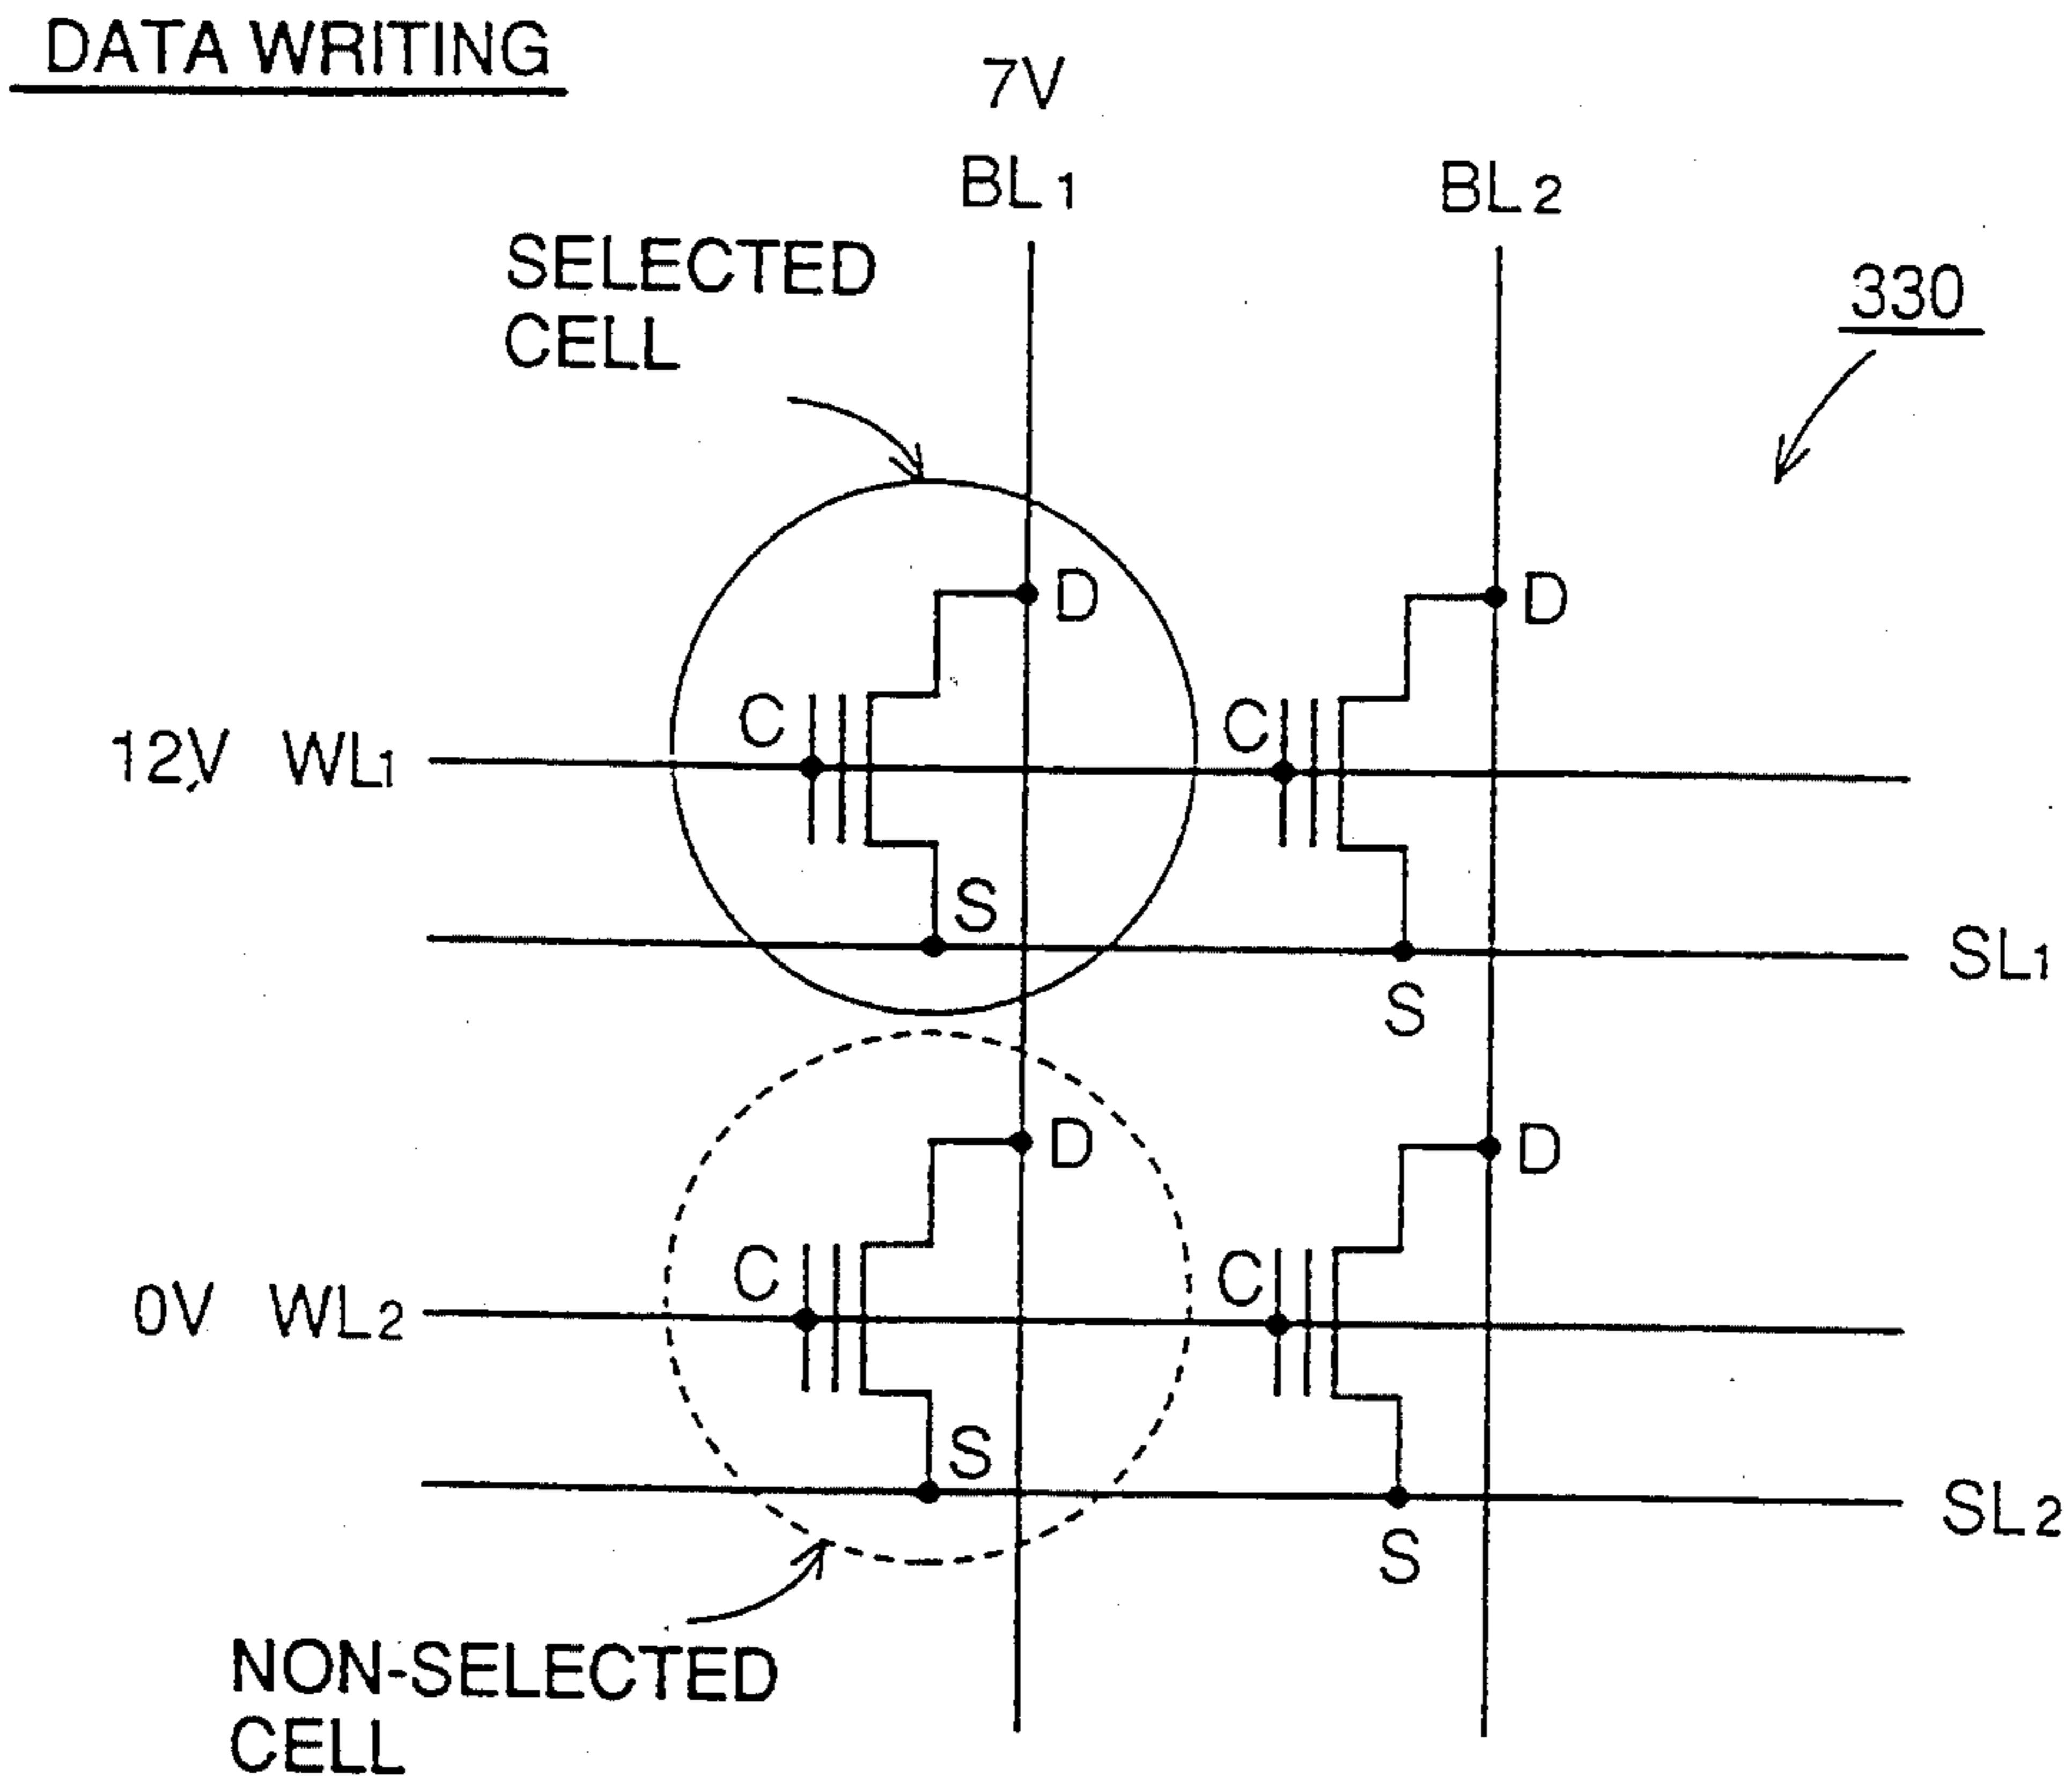 DATA WRITING
7V
BL1
BL2
SELECTED
CELL
330
D
D
C
C
12V WL1
S
SL1
S
D
D
C
C
0V WL2
S
SL2
S
NON-SELECTED
CELL